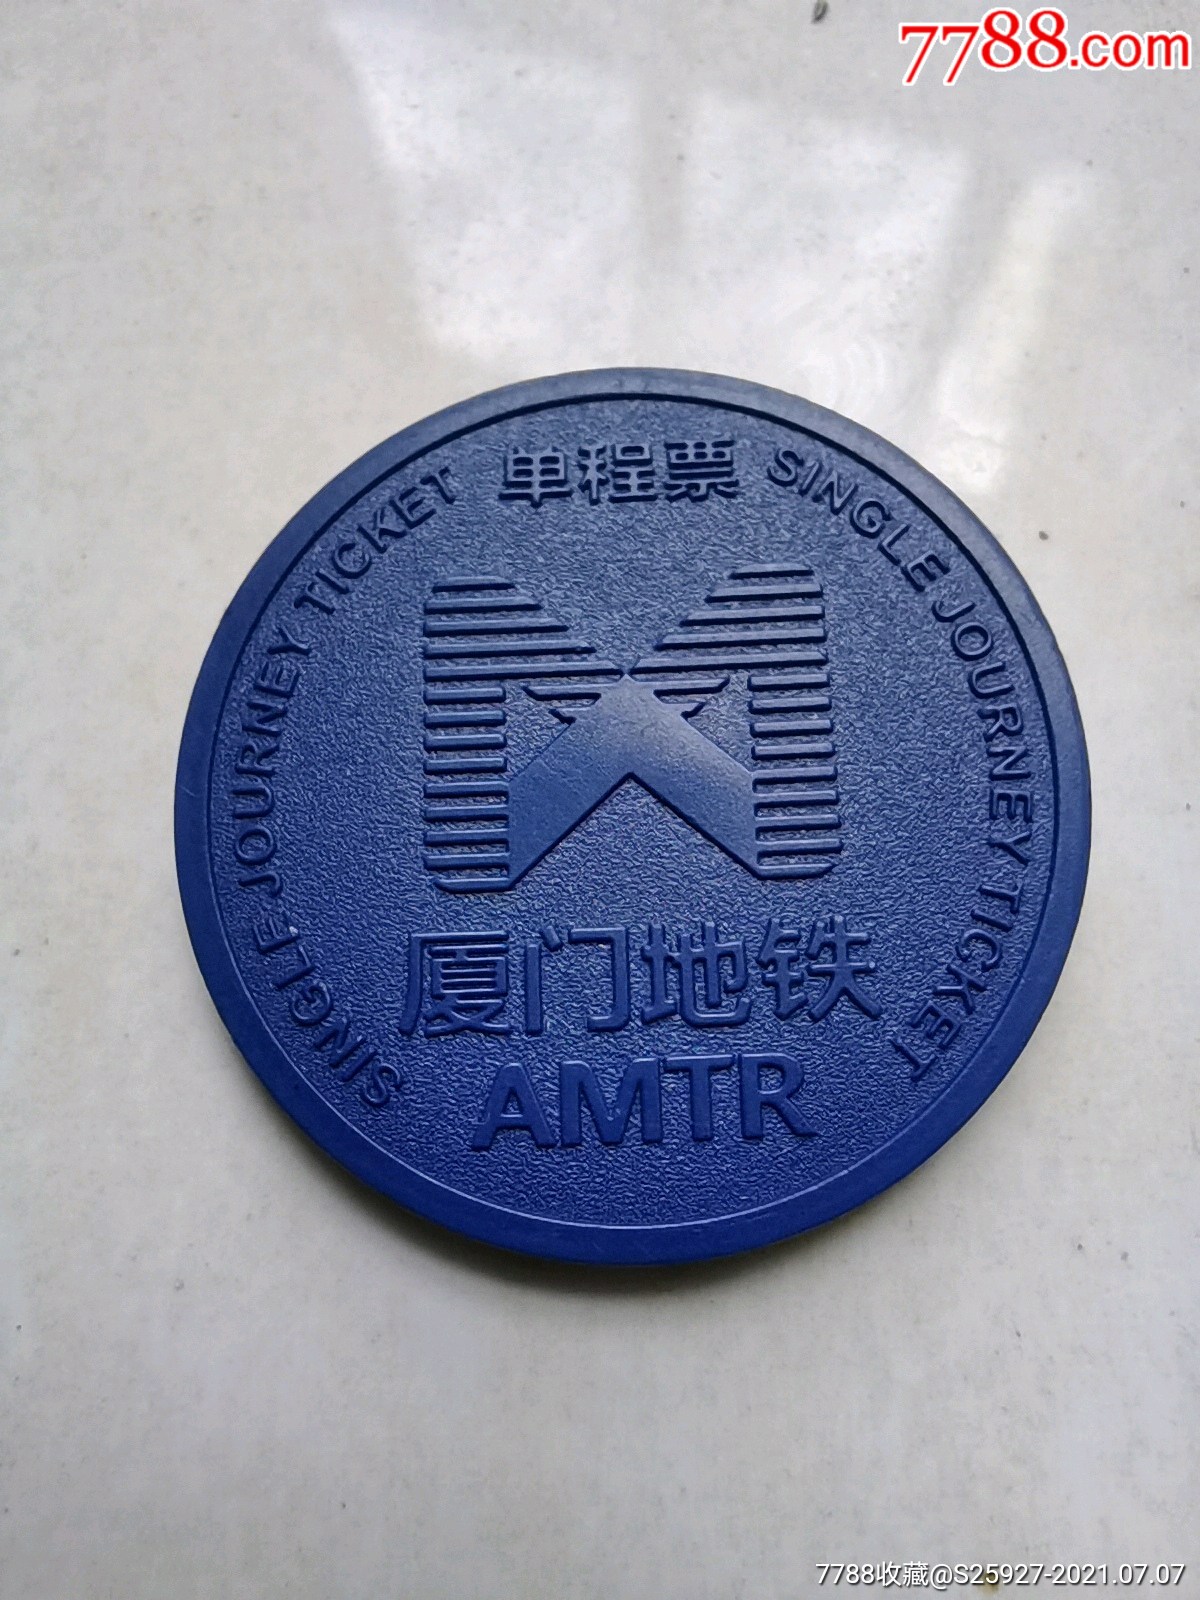 7788.com
单程票
SINGLE JOURNEY TICKET
SINGLE JOURNEY TICKET
厦门地铁
AMTR
7788收藏@S25927-2021.07.07